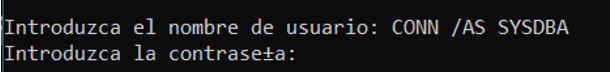 Introduzca el nombre de usuario: CONN /AS SYSDBA
Introduzca la contrase±a: